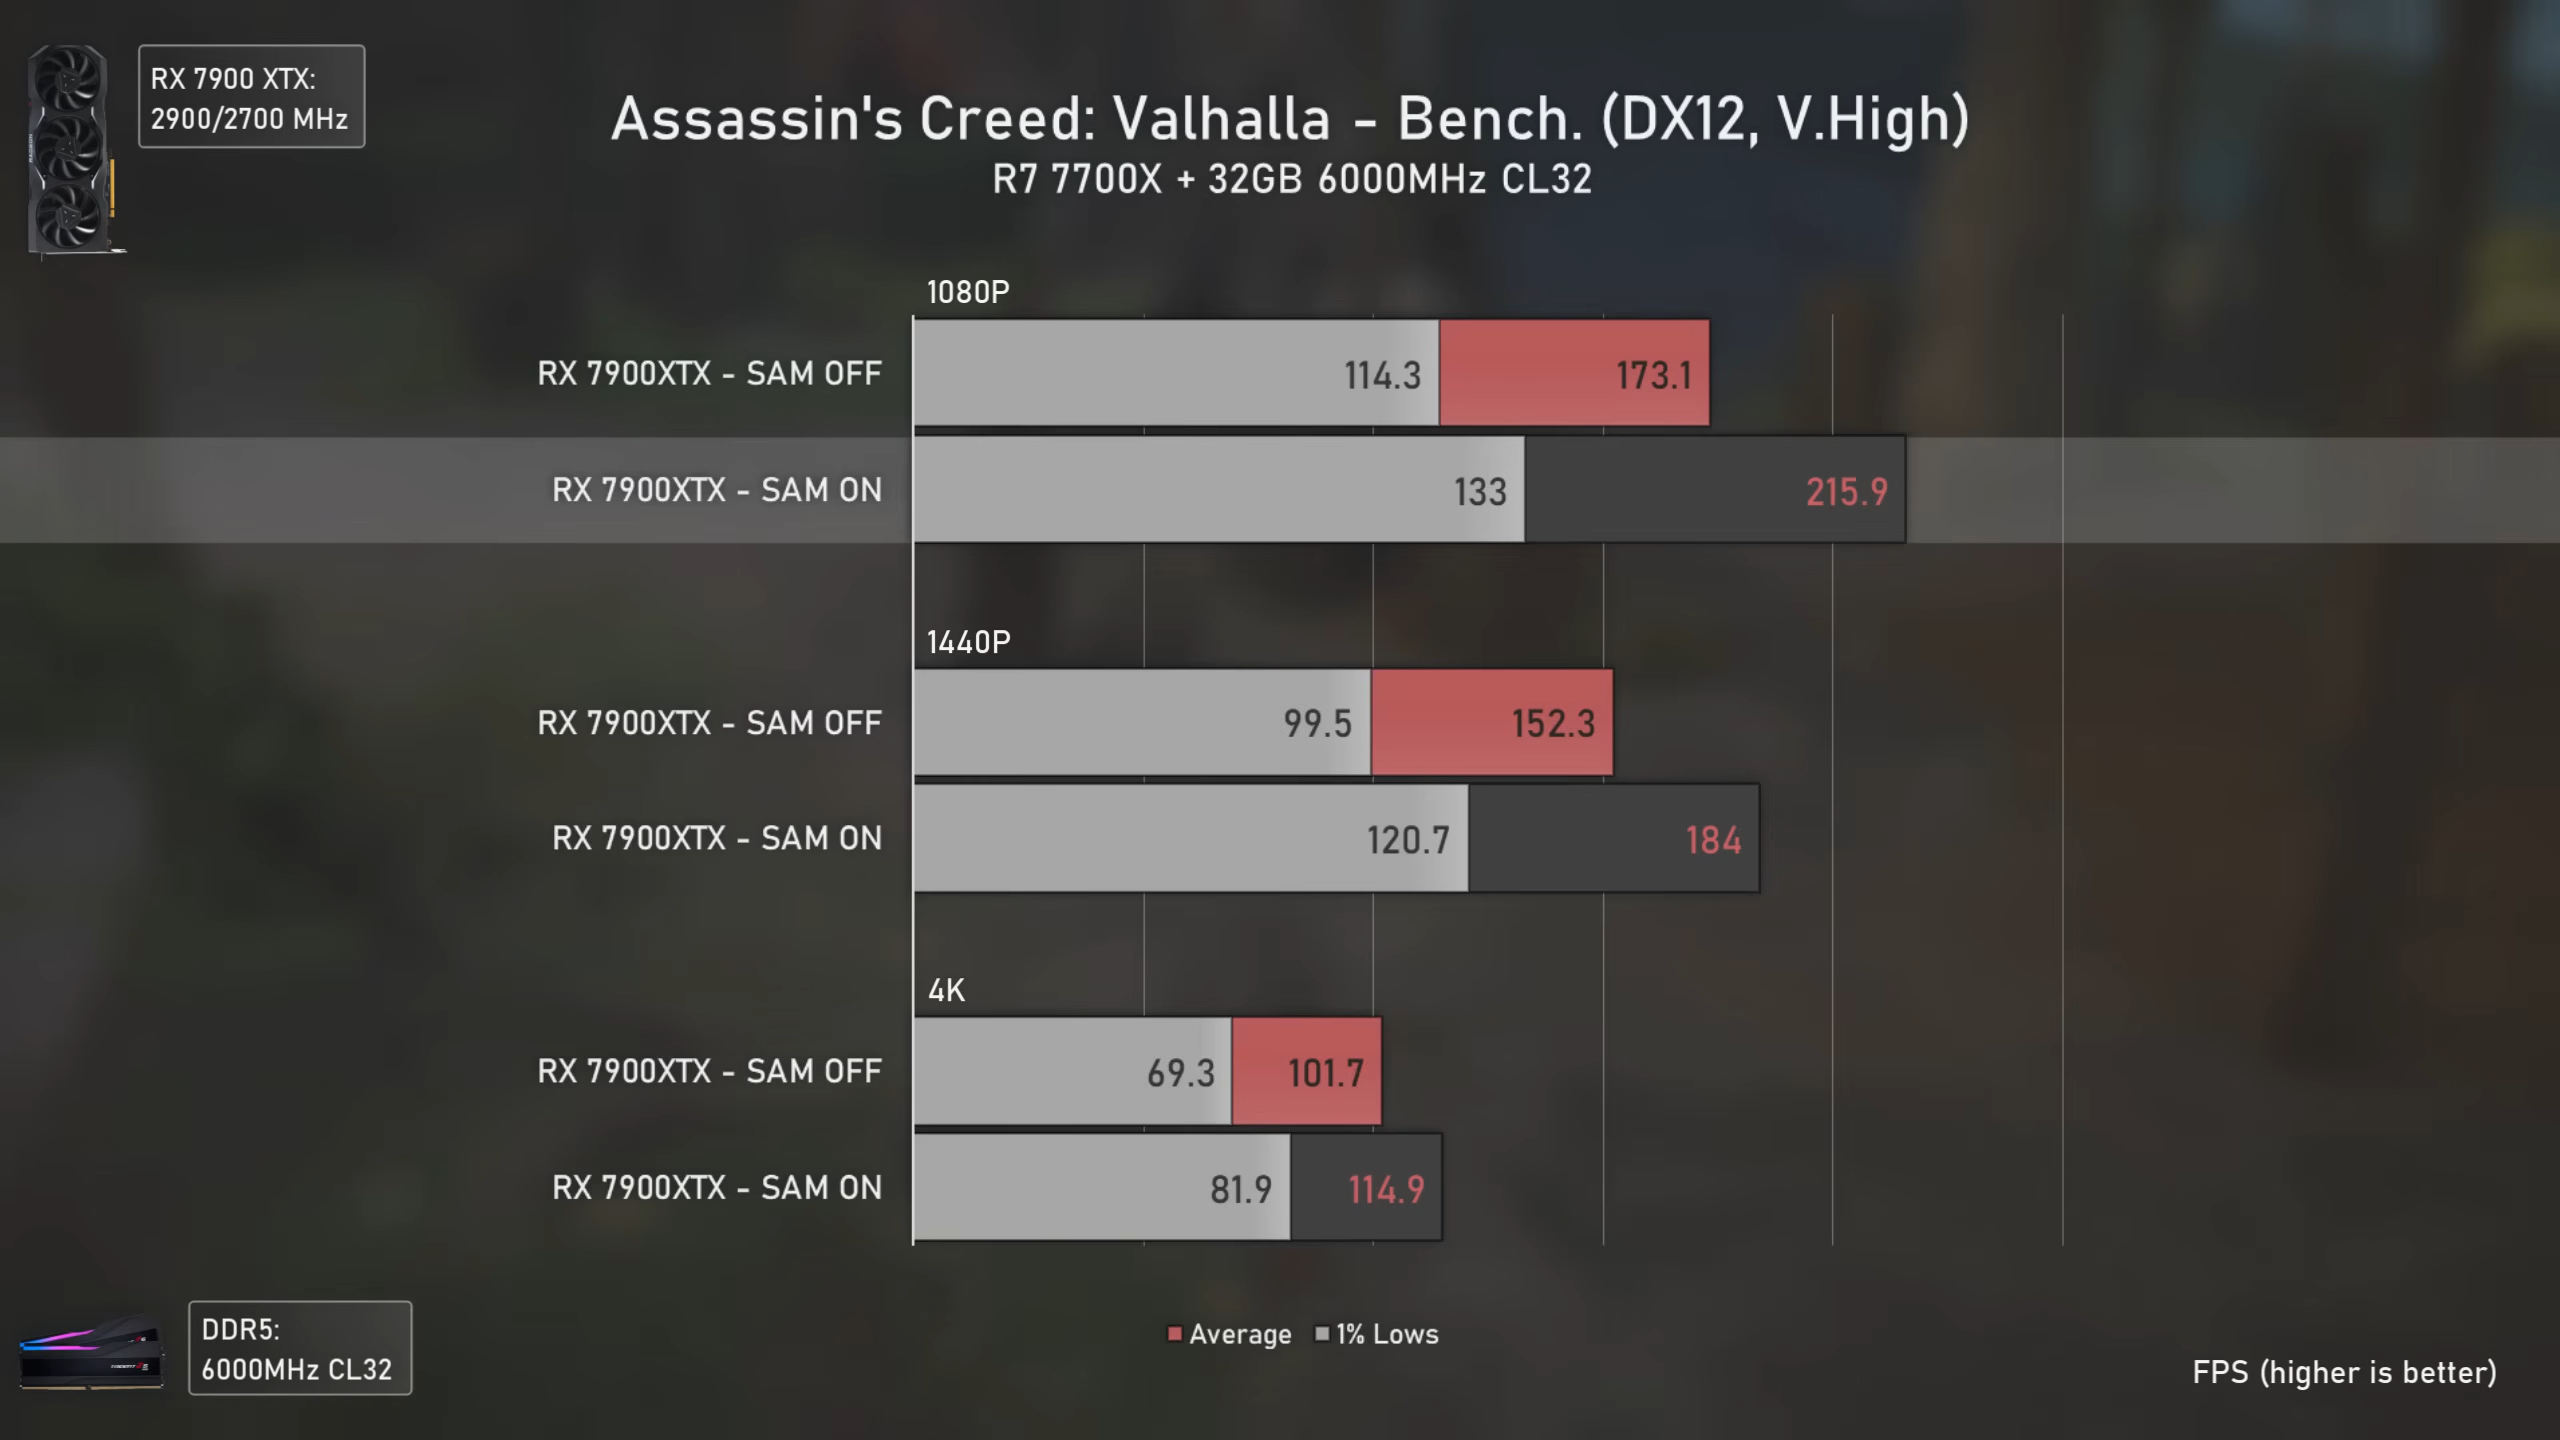 RX 7900 XTX:
2900/2700 MHz
Assassin's Creed: Valhalla - Bench. (DX12, V.High)
R7 7700X + 32GB 6000MHz CL32
1080P
RX 7900XTX - SAM OFF
114.3
173.1
RX 7900XTX - SAM ON
133
215.9
1440P
RX 7900XTX - SAM OFF
99.5
152.3
RX 7900XTX - SAM ON
120.7
184
4K
RX 7900XTX - SAM OFF
69.3
101.7
RX 7900XTX - SAM ON
81.9
114.9
DDR5:
6000MHz CL32
Average
1% Lows
FPS (higher is better)